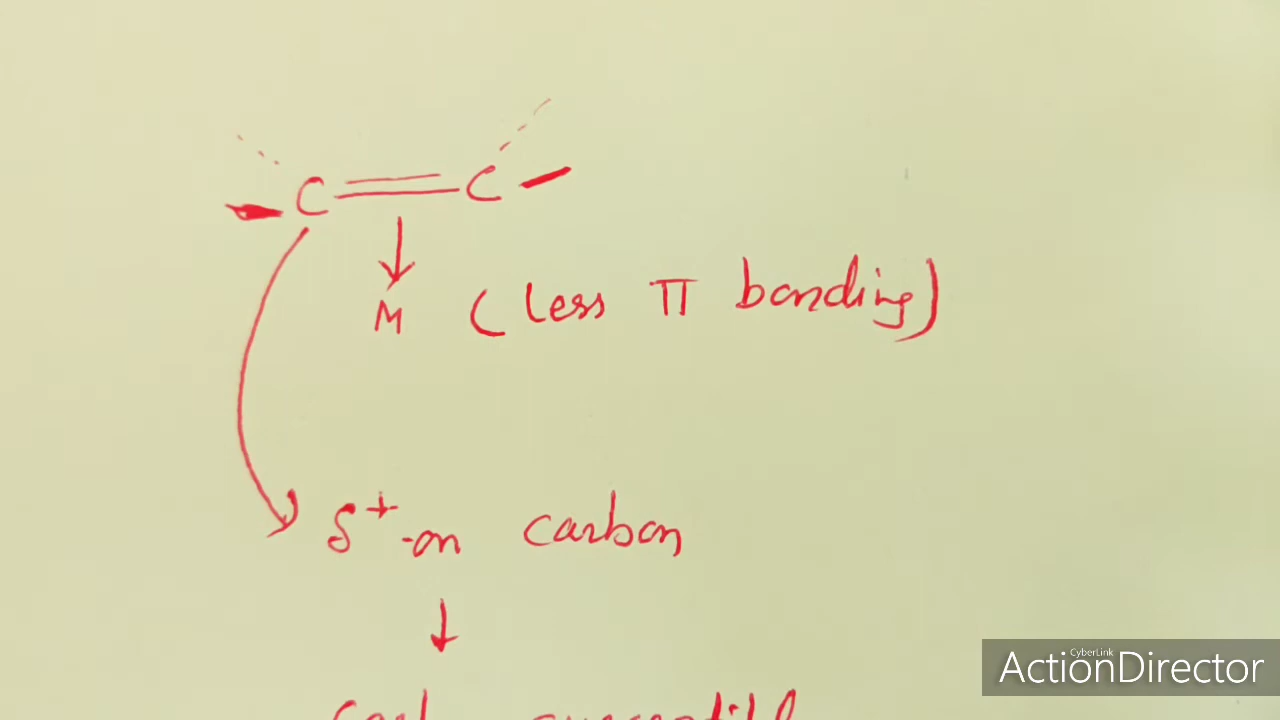 C = C
M (less π bonding)
δ+ on carbon
CyberLink
ActionDirector